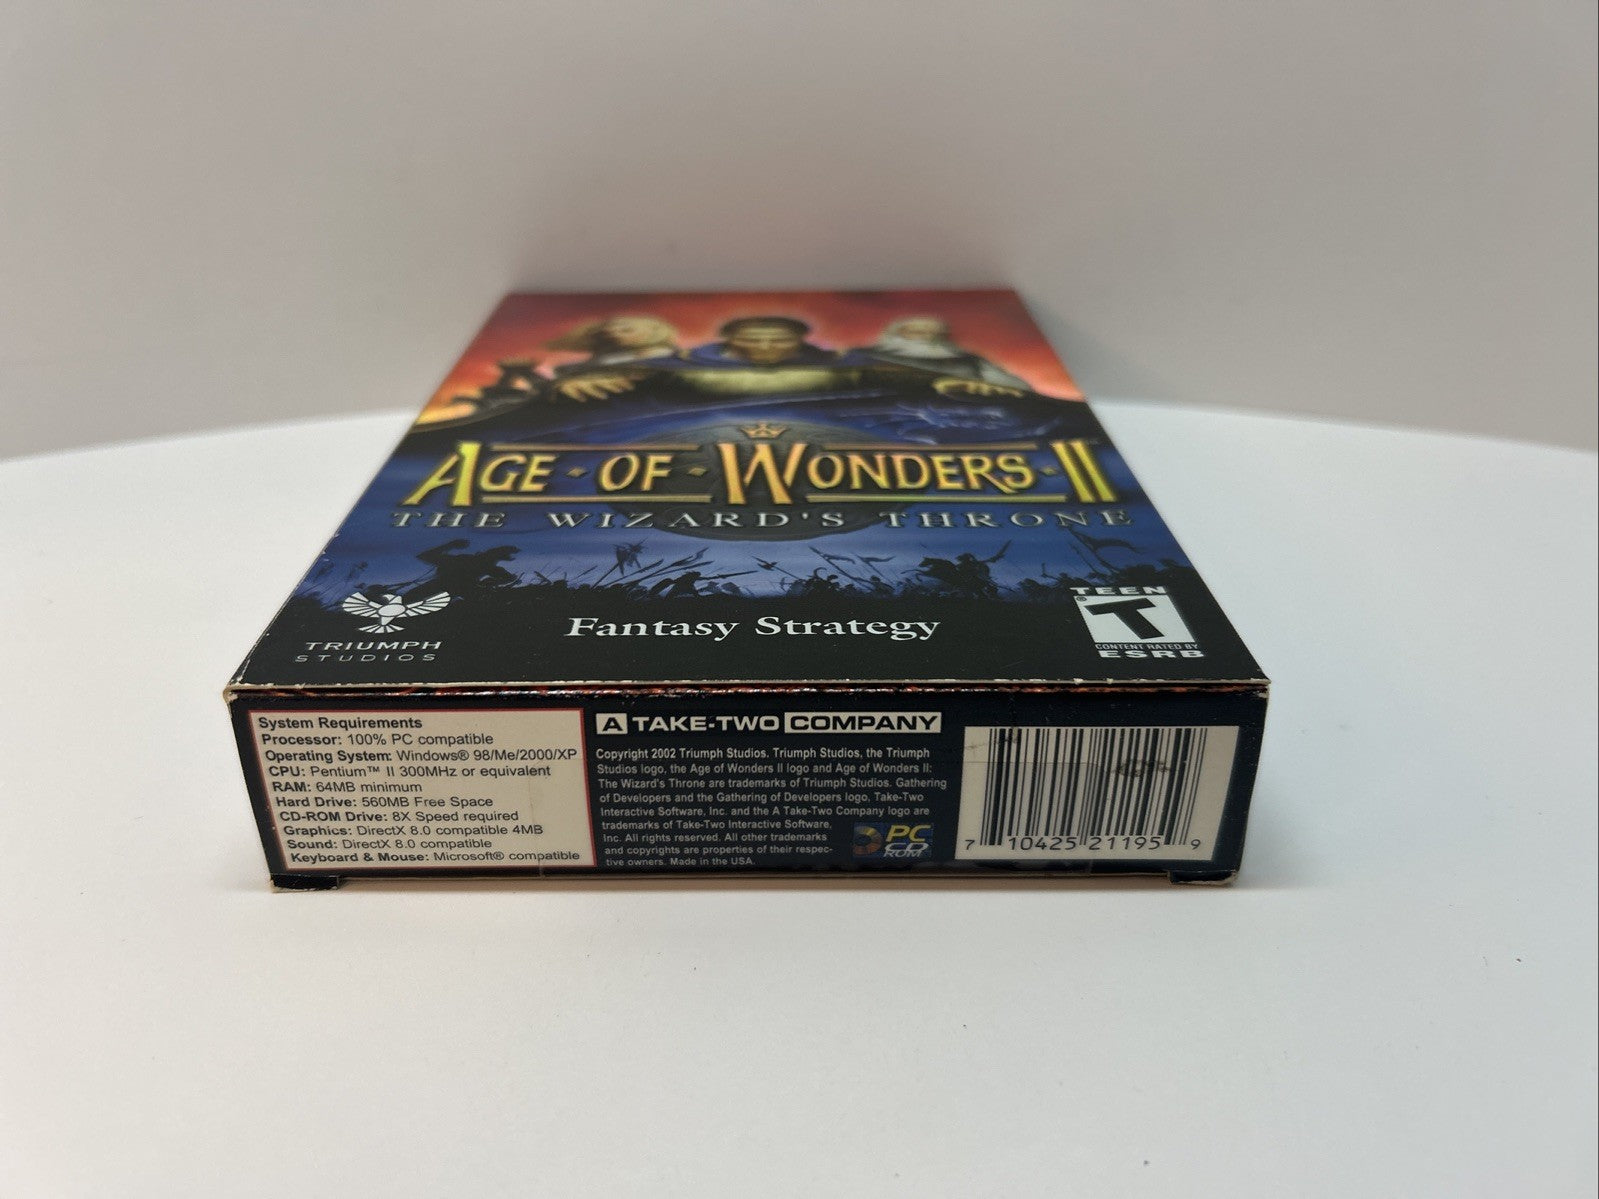 AGE • OF • WONDERS • II™
THE WIZARD'S THRONE
TRIUMPH
STUDIOS
Fantasy Strategy
TEEN
T
®
CONTENT RATED BY
ESRB
System Requirements
Processor: 100% PC compatible
Operating System: Windows® 98/Me/2000/XP
CPU: Pentium™ II 300MHz or equivalent
RAM: 64MB minimum
Hard Drive: 560MB Free Space
CD-ROM Drive: 8X Speed required
Graphics: DirectX 8.0 compatible 4MB
Sound: DirectX 8.0 compatible
Keyboard & Mouse: Microsoft® compatible
A TAKE-TWO COMPANY
Copyright 2002 Triumph Studios. Triumph Studios, the Triumph
Studios logo, the Age of Wonders II logo and Age of Wonders II:
The Wizard's Throne are trademarks of Triumph Studios. Gathering
of Developers and the Gathering of Developers logo, Take-Two
Interactive Software, Inc. and the A Take-Two Company logo are
trademarks of Take-Two Interactive Software,
Inc. All rights reserved. All other trademarks
and copyrights are properties of their respec-
tive owners. Made in the USA.
PC
CD
ROM
7 10425 21195 9